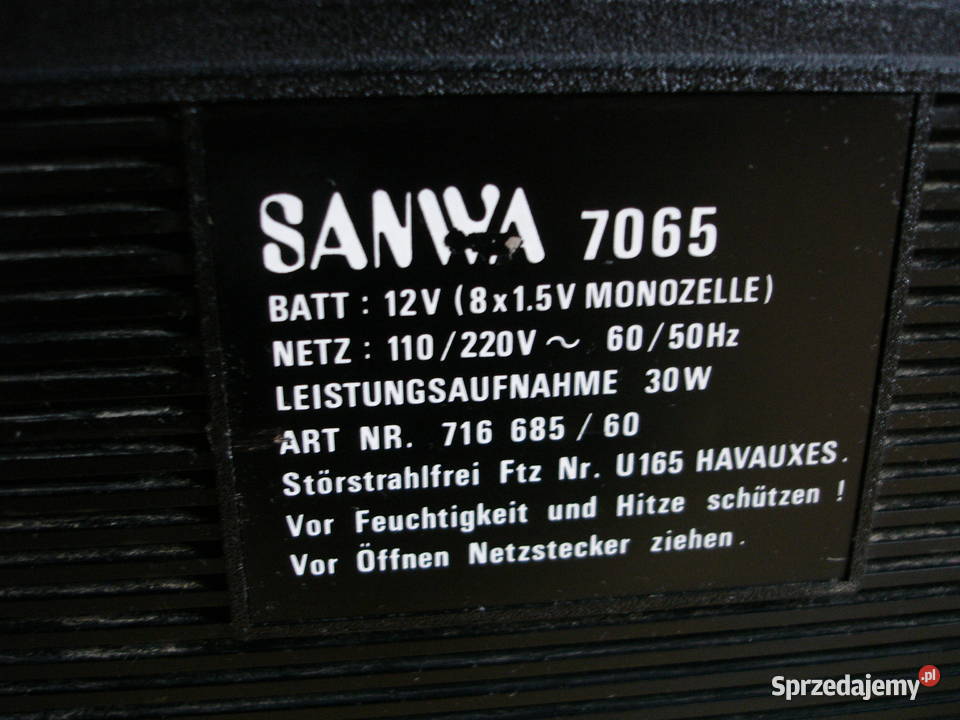 SANWA 7065
BATT : 12V (8x1.5V MONOZELLE)
NETZ : 110/220V ~ 60/50Hz
LEISTUNGSAUFNAHME 30W
ART NR. 716 685/60
Störstrahlfrei Ftz Nr. U165 HAVAUXES.
Vor Feuchtigkeit und Hitze schützen !
Vor Öffnen Netzstecker ziehen.
Sprzedajemy.pl